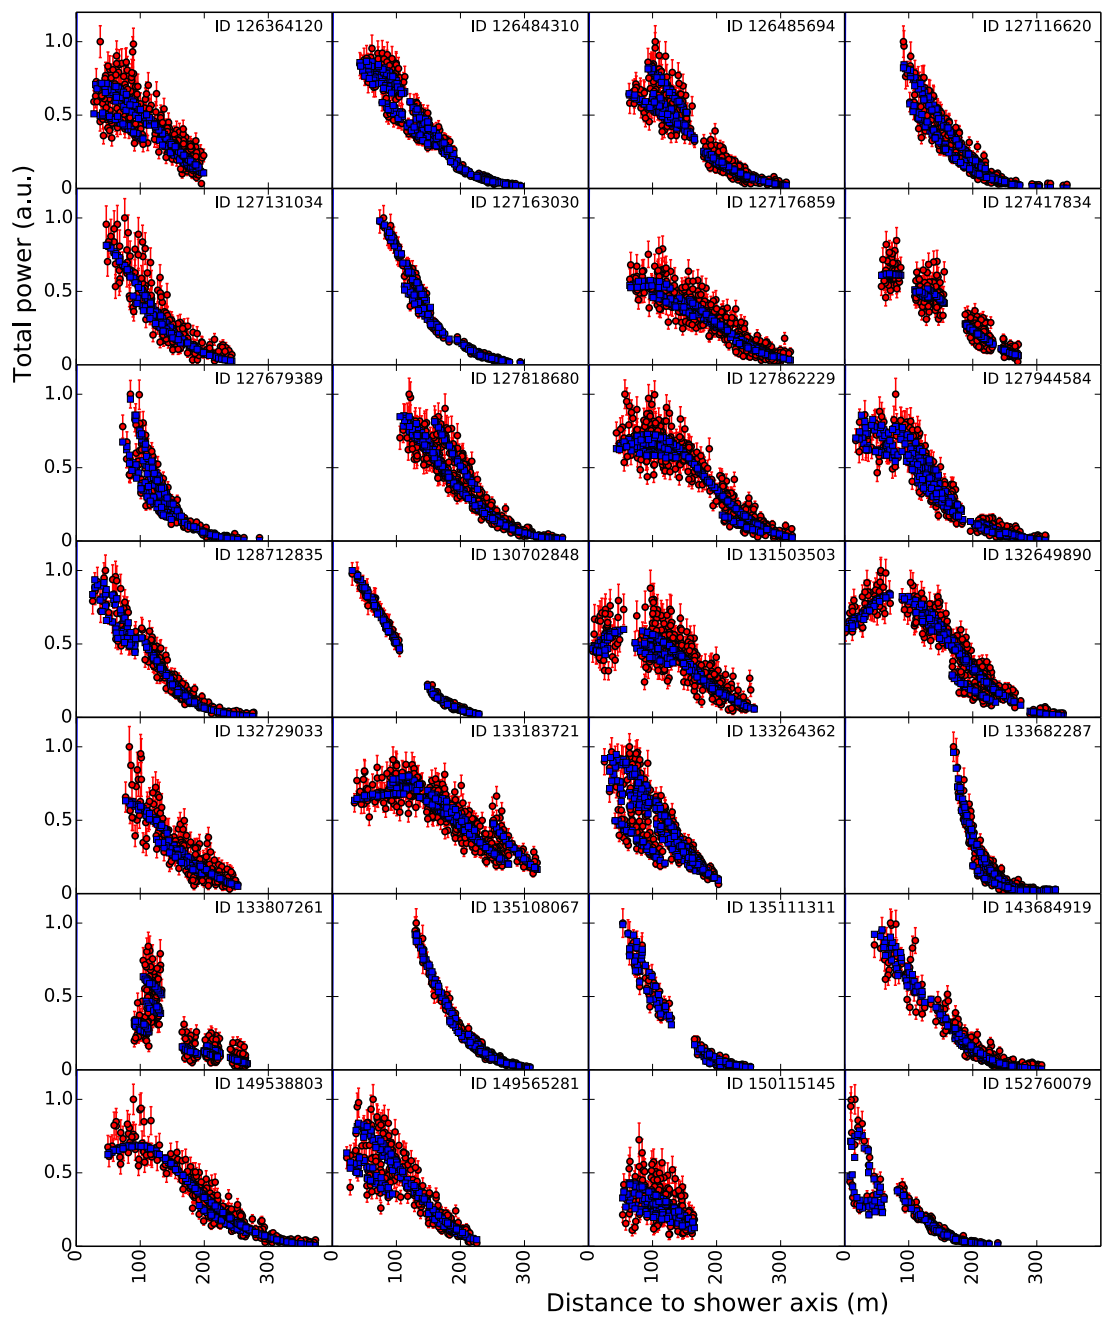 ID 126364120 ID 126484310 ID 126485694 ID 127116620
1.0
0.5
0
ID 127131034 ID 127163030 ID 127176859 ID 127417834
1.0
0.5
0
ID 127679389 ID 127818680 ID 127862229 ID 127944584
1.0
0.5
0
ID 128712835 ID 130702848 ID 131503503 ID 132649890
1.0
0.5
0
ID 132729033 ID 133183721 ID 133264362 ID 133682287
1.0
0.5
0
ID 133807261 ID 135108067 ID 135111311 ID 143684919
1.0
0.5
0
ID 149538803 ID 149565281 ID 150115145 ID 152760079
1.0
0.5
0
0 100 200 300 0 100 200 300 0 100 200 300 0 100 200 300
Total power (a.u.)
Distance to shower axis (m)